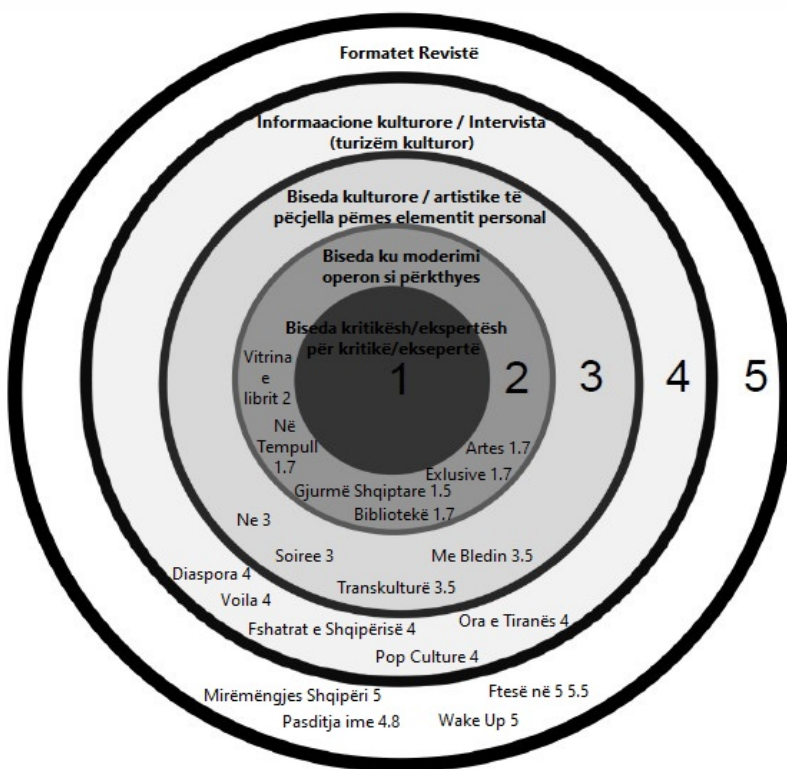 Formatet Revistë
Informaacione kulturore / Intervista
(turizëm kulturor)
Biseda kulturore / artistike të
pëcjella pëmes elementit personal
Biseda ku moderimi
operon si përkthyes
Biseda kritikësh/ekspertësh
për kritikë/eksepertë
1
2
3
4
5
Vitrina
e
librit 2
Në
Tempull
1.7
Artes 1.7
Exlusive 1.7
Gjurmë Shqiptare 1.5
Bibliotekë 1.7
Ne 3
Soiree 3
Me Bledin 3.5
Transkulturë 3.5
Diaspora 4
Voila 4
Fshatrat e Shqipërisë 4
Ora e Tiranës 4
Pop Culture 4
Mirëmëngjes Shqipëri 5
Ftesë në 5 5.5
Pasditja ime 4.8
Wake Up 5